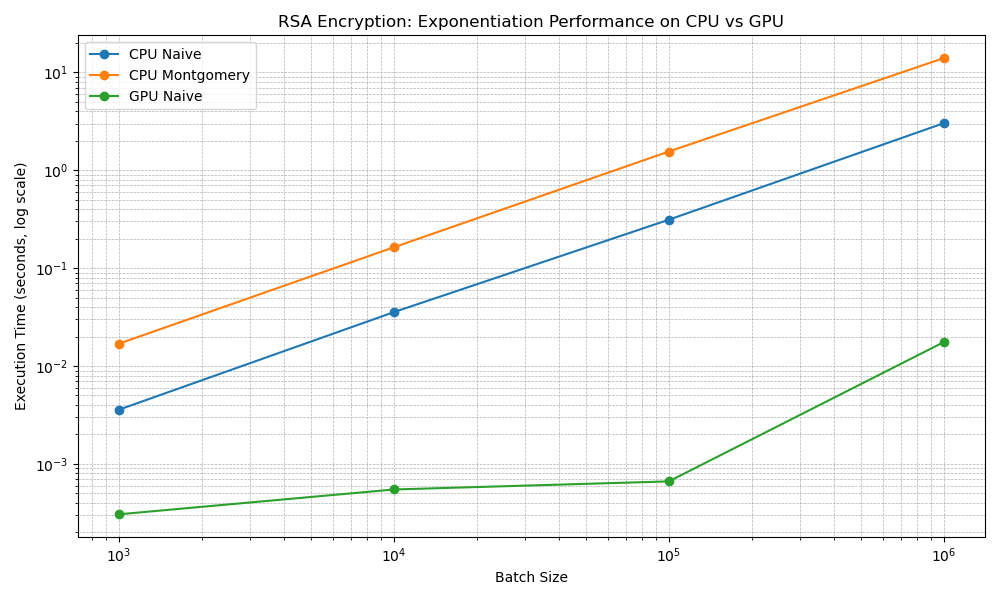 RSA Encryption: Exponentiation Performance on CPU vs GPU
CPU Naive
CPU Montgomery
GPU Naive
Execution Time (seconds, log scale)
10¹
10⁰
10⁻¹
10⁻²
10⁻³
10³ 10⁴ 10⁵ 10⁶
Batch Size